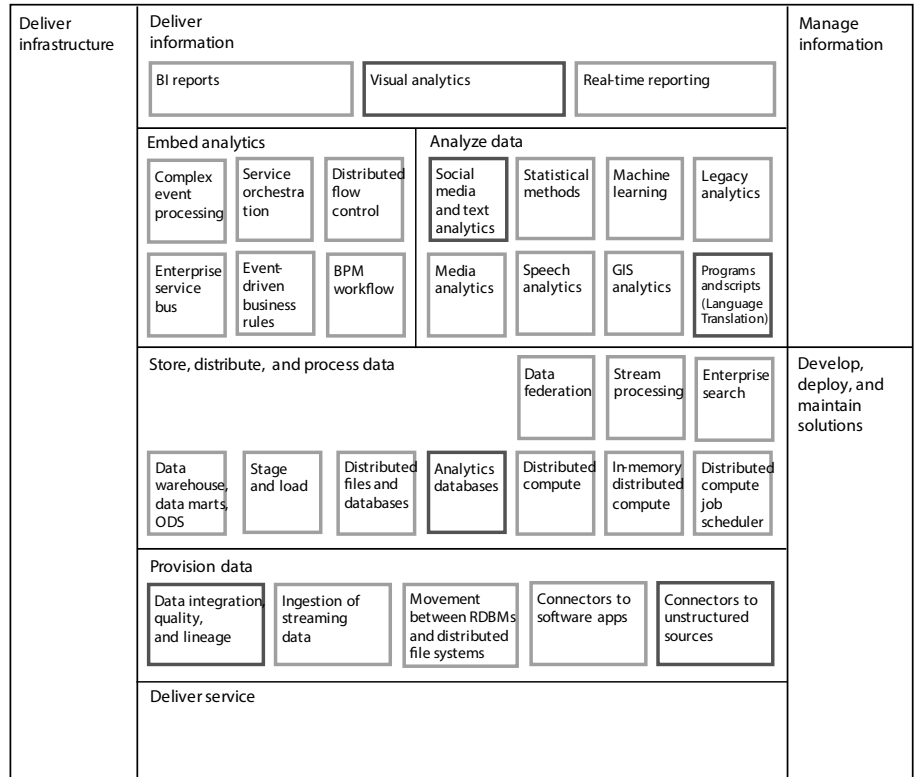 Deliver
infrastructure
Deliver
information
Manage
information
BI reports
Visual analytics
Real-time reporting
Embed analytics
Complex
event
processing
Service
orchestra
tion
Distributed
flow
control
Enterprise
service
bus
Event-
driven
business
rules
BPM
workflow
Analyze data
Social
media
and text
analytics
Statistical
methods
Machine
learning
Legacy
analytics
Media
analytics
Speech
analytics
GIS
analytics
Programs
and scripts
(Language
Translation)
Store, distribute, and process data
Data
federation
Stream
processing
Enterprise
search
Data
warehouse,
data marts,
ODS
Stage
and load
Distributed
files and
databases
Analytics
databases
Distributed
compute
In-memory
distributed
compute
Distributed
compute
job
scheduler
Develop,
deploy, and
maintain
solutions
Provision data
Data integration,
quality,
and lineage
Ingestion of
streaming
data
Movement
between RDBMs
and distributed
file systems
Connectors to
software apps
Connectors to
unstructured
sources
Deliver service